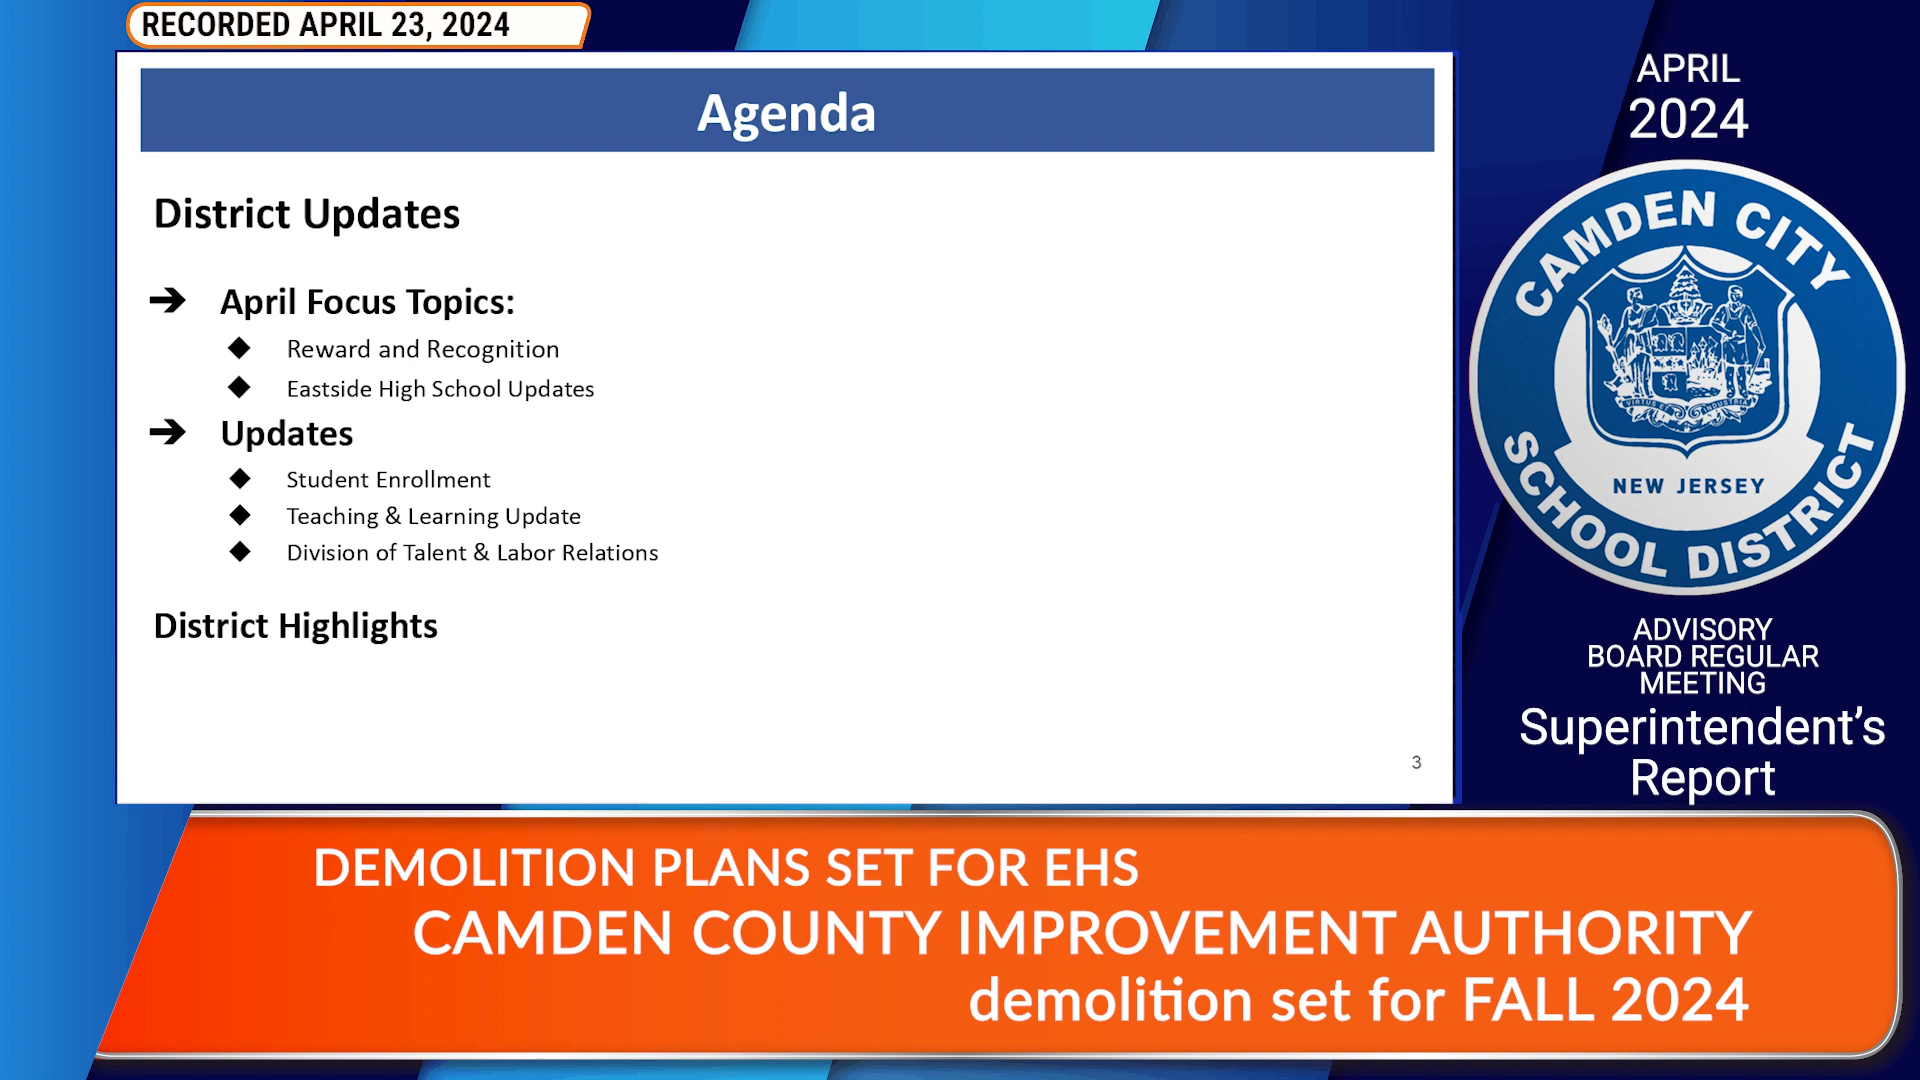 RECORDED APRIL 23, 2024
Agenda
District Updates
➔ April Focus Topics:
◆ Reward and Recognition
◆ Eastside High School Updates
➔ Updates
◆ Student Enrollment
◆ Teaching & Learning Update
◆ Division of Talent & Labor Relations
District Highlights
3
APRIL
2024
CAMDEN CITY
NEW JERSEY
SCHOOL DISTRICT
ADVISORY
BOARD REGULAR
MEETING
Superintendent’s
Report
DEMOLITION PLANS SET FOR EHS
CAMDEN COUNTY IMPROVEMENT AUTHORITY
demolition set for FALL 2024